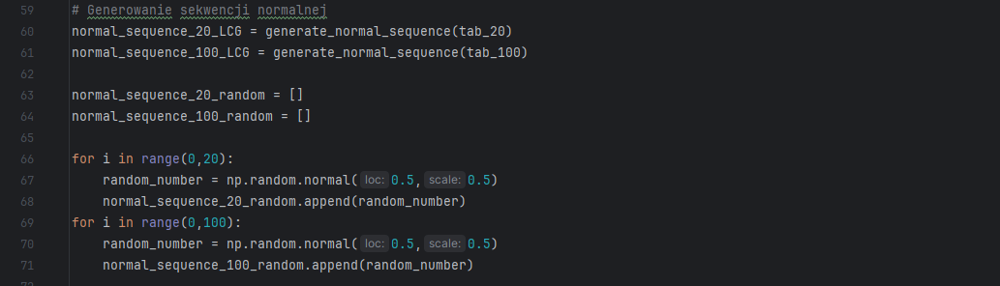 59 # Generowanie sekwencji normalnej
60 normal_sequence_20_LCG = generate_normal_sequence(tab_20)
61 normal_sequence_100_LCG = generate_normal_sequence(tab_100)
62
63 normal_sequence_20_random = []
64 normal_sequence_100_random = []
65
66 for i in range(0,20):
67     random_number = np.random.normal( loc: 0.5, scale: 0.5)
68     normal_sequence_20_random.append(random_number)
69 for i in range(0,100):
70     random_number = np.random.normal( loc: 0.5, scale: 0.5)
71     normal_sequence_100_random.append(random_number)